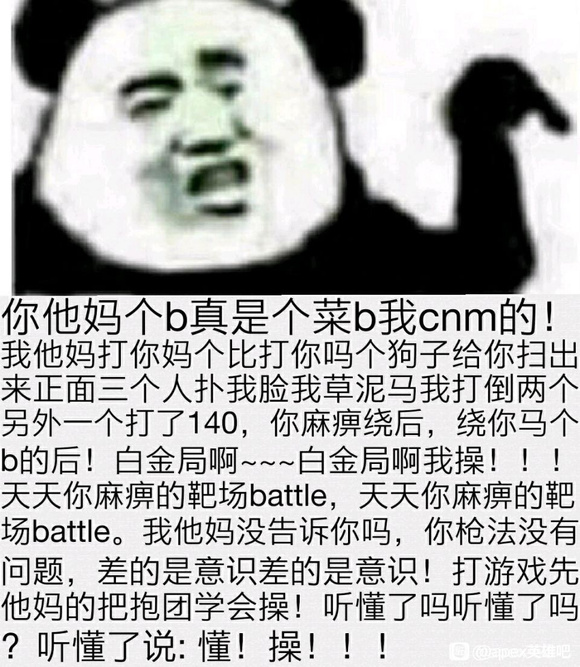 你他妈个b真是个菜b我cnm的！
我他妈打你妈个比打你吗个狗子给你扫出
来正面三个人扑我脸我草泥马我打倒两个
另外一个打了140，你麻痹绕后，绕你马个
b的后！白金局啊~~~白金局啊我操！！！
天天你麻痹的靶场battle，天天你麻痹的靶
场battle。我他妈没告诉你吗，你枪法没有
问题，差的是意识差的是意识！打游戏先
他妈的把抱团学会操！听懂了吗听懂了吗
？听懂了说: 懂！操！！！
@apex英雄吧